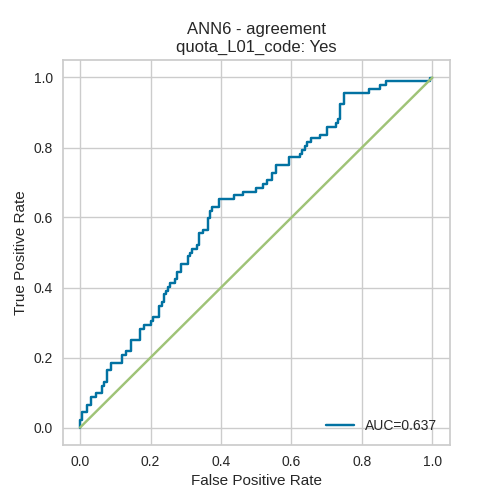 ANN6 - agreement
quota_L01_code: Yes
1.0
0.8
0.6
0.4
0.2
0.0
True Positive Rate
AUC=0.637
0.0 0.2 0.4 0.6 0.8 1.0
False Positive Rate